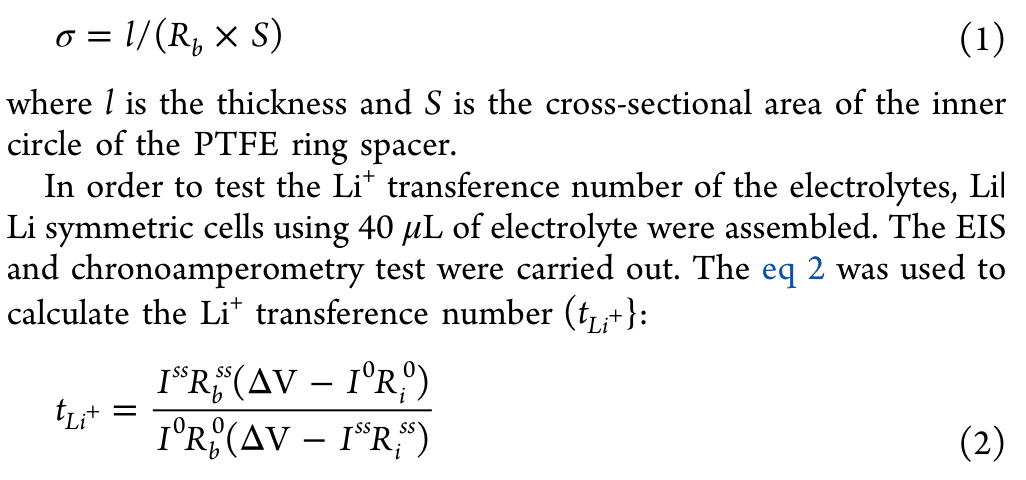 σ = l/(R_b × S) (1)
where l is the thickness and S is the cross-sectional area of the inner
circle of the PTFE ring spacer.
In order to test the Li⁺ transference number of the electrolytes, Li|
Li symmetric cells using 40 μL of electrolyte were assembled. The EIS
and chronoamperometry test were carried out. The eq 2 was used to
calculate the Li⁺ transference number (t_{Li⁺}}:
t_{Li⁺} = \frac{I^{ss}R_b^{ss}(ΔV − I^0R_i^0)}{I^0R_b^0(ΔV − I^{ss}R_i^{ss})} (2)